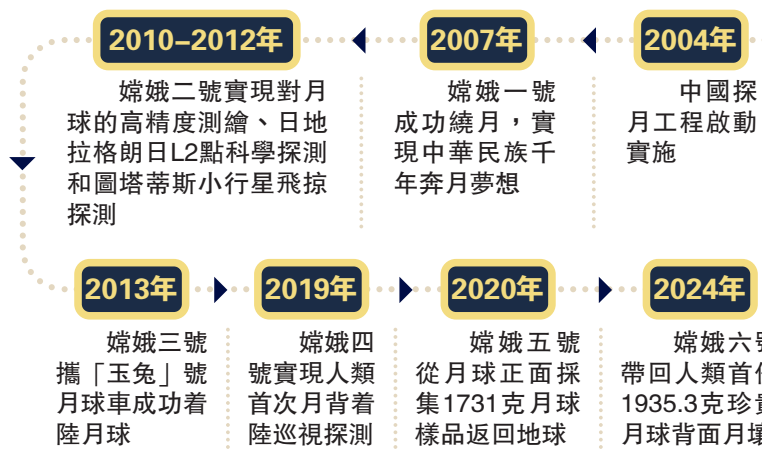 2004年
中國探
月工程啟動
實施
2007年
嫦娥一號
成功繞月，實
現中華民族千
年奔月夢想
2010–2012年
嫦娥二號實現對月
球的高精度測繪、日地
拉格朗日L2點科學探測
和圖塔蒂斯小行星飛掠
探測
2013年
嫦娥三號
攜「玉兔」號
月球車成功着
陸月球
2019年
嫦娥四
號實現人類
首次月背着
陸巡視探測
2020年
嫦娥五號
從月球正面採
集1731克月球
樣品返回地球
2024年
嫦娥六號
帶回人類首份
1935.3克珍貴
月球背面月壤